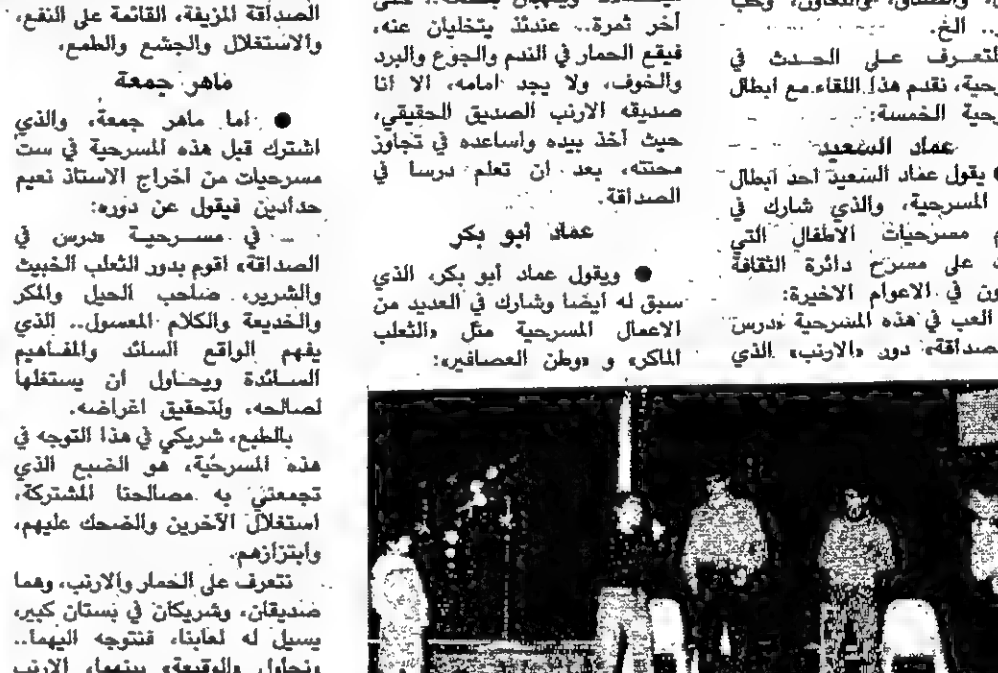 .. الخ.
الحدث في
نقدم هذا اللقاء مع ابطال
الخمسة:
عماد السعيد
يقول عماد السعيد احد ابطال
المسرحية، والذي شارك في
مسرحيات الاطفال التي
على مسرح دائرة الثقافة
في الاعوام الاخيرة:
العب في هذه المسرحية «درس
دور «الارنب» الذي
آخر ثمرة.. عندئذ يتخليان عنه،
فيقع الحمار في الندم والجوع والبرد
والخوف، ولا يجد امامه، الا انا
صديقه الارنب الصديق الحقيقي،
حيث آخذ بيده واساعده في تجاوز
محنته، بعد ان تعلم درسا في
الصداقة.
عماد أبو بكر
● ويقول عماد أبو بكر، الذي
سبق له ايضا وشارك في العديد من
الاعمال المسرحية مثل «الثعلب
الماكر» و «وطن العصافير»:
الصداقة المزيفة، القائمة على النفع،
والاستغلال والجشع والطمع،
ماهر جمعة
● اما ماهر جمعة، والذي
اشترك قبل هذه المسرحية في ست
مسرحيات من اخراج الاستاذ نعيم
حدادين فيقول عن دوره:
ـ في مسرحية «درس في
الصداقة» اقوم بدور الثعلب الخبيث
والشرير، صاحب الحيل والمكر
والخديعة والكلام المعسول.. الذي
يفهم الواقع السائد والمفاهيم
السائدة ويحاول ان يستغلها
لصالحه، ولتحقيق اغراضه.
بالطبع، شريكي في هذا التوجه في
هذه المسرحية، هو الضبع الذي
تجمعني به مصالحنا المشتركة،
استغلال الآخرين والضحك عليهم،
وابتزازهم.
نتعرف على الحمار والارنب، وهما
صديقان، وشريكان في بستان كبير،
يسيل له لعابنا، فنتوجه اليهما..
ونحاول «الوقيعة» بينهما، الارنب